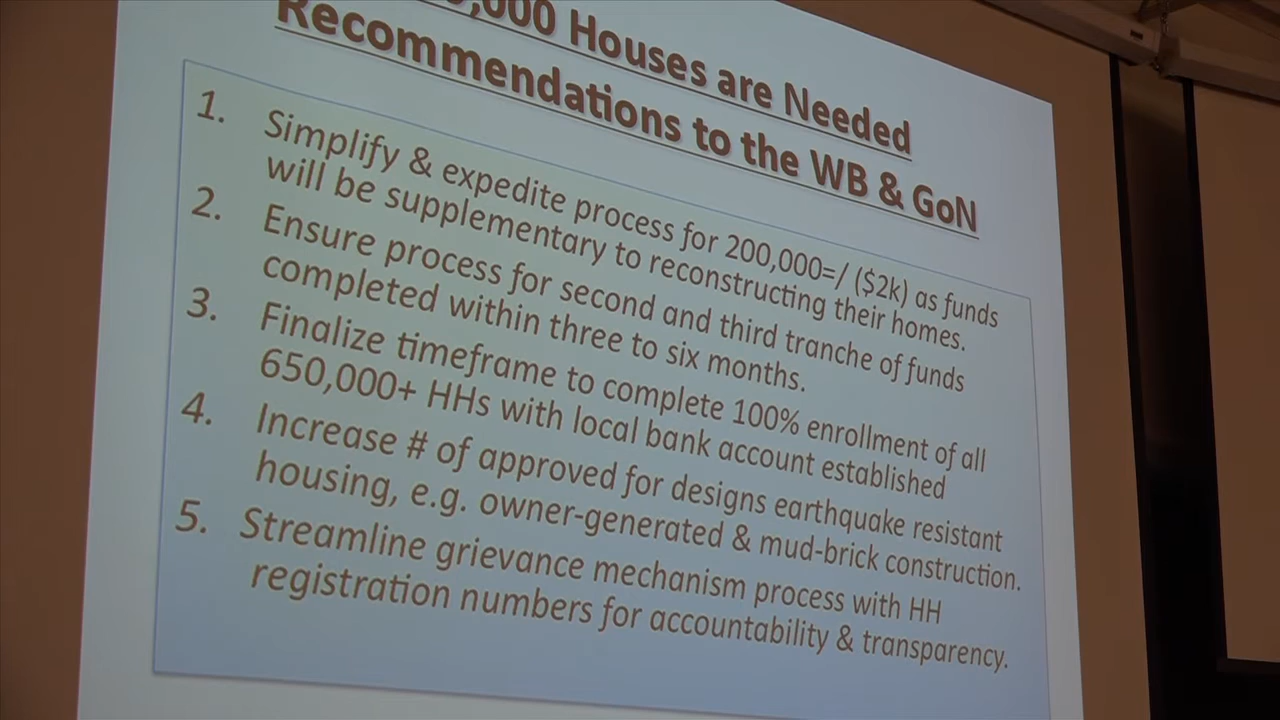 ,000 Houses are Needed
Recommendations to the WB & GoN
1. Simplify & expedite process for 200,000=/ ($2k) as funds
will be supplementary to reconstructing their homes.
2. Ensure process for second and third tranche of funds
completed within three to six months.
3. Finalize timeframe to complete 100% enrollment of all
650,000+ HHs with local bank account established
4. Increase # of approved for designs earthquake resistant
housing, e.g. owner-generated & mud-brick construction.
5. Streamline grievance mechanism process with HH
registration numbers for accountability & transparency.